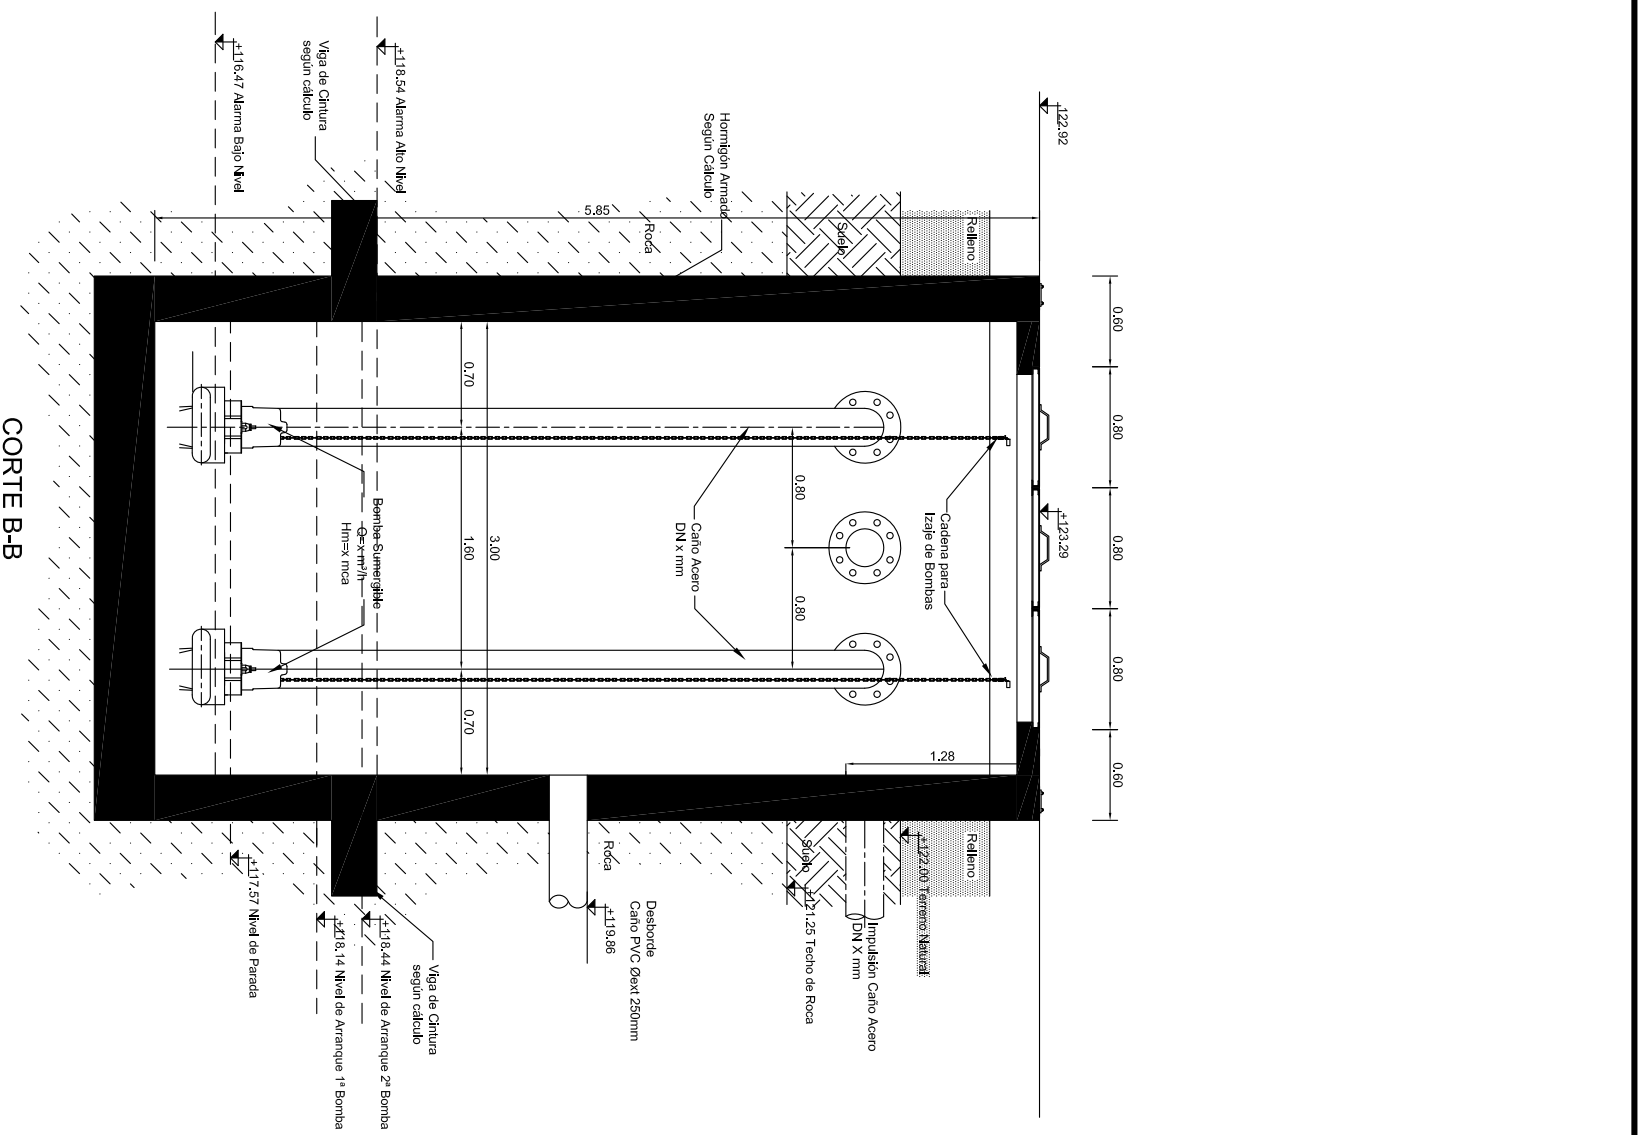 122.92
+123.29
0.60
0.80
0.80
0.80
0.60
Relleno
Relleno
Suelo
Suelo
Roca
Roca
5.85
1.28
+122.00 Terreno Natural
Impulsión Caño Acero
DN X mm
+121.25 Techo de Roca
Cadena para
Izaje de Bombas
0.80
0.80
Hormigón Armado
Según Cálculo
Caño Acero
DN x mm
Desborde
Caño PVC Øext 250mm
+119.86
3.00
0.70
1.60
0.70
+118.54 Alarma Alto Nivel
Viga de Cintura
según cálculo
Viga de Cintura
según cálculo
Bomba Sumergible
Q=x m³/h
Hm=x mca
+118.44 Nivel de Arranque 2ª Bomba
+118.14 Nivel de Arranque 1ª Bomba
+117.57 Nivel de Parada
+116.47 Alarma Bajo Nivel
CORTE B-B